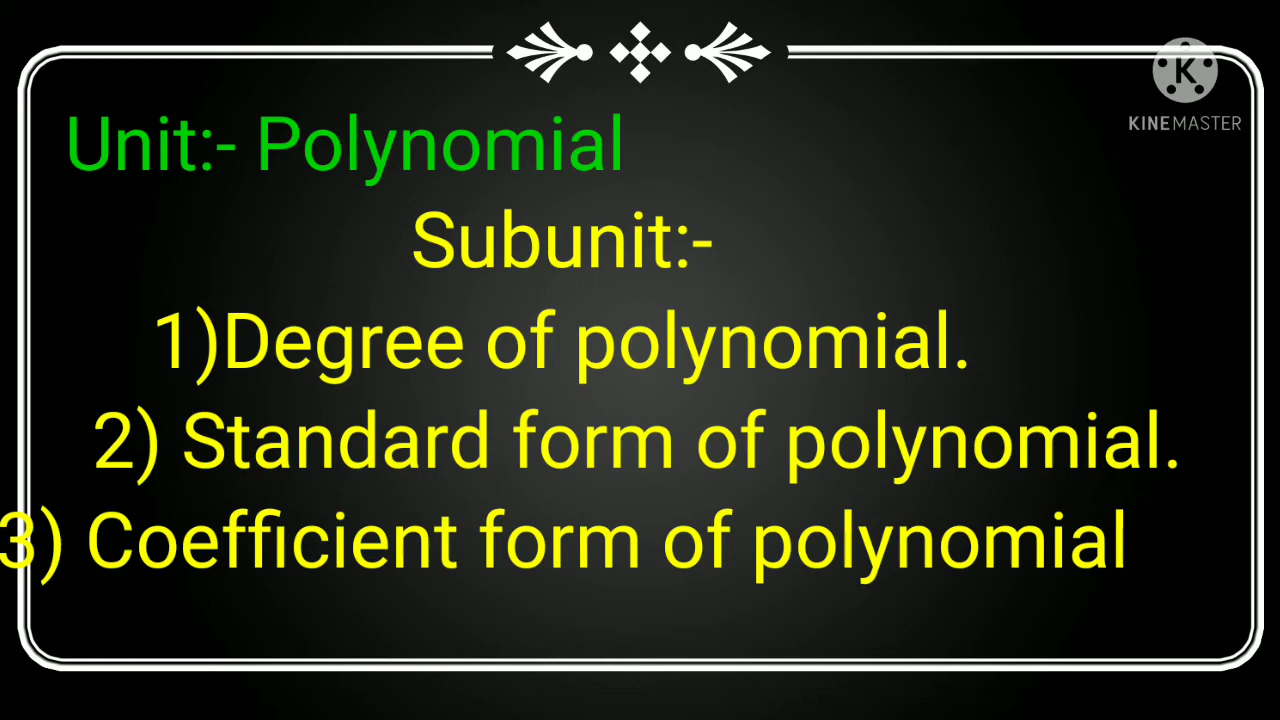 K
KINEMASTER
Unit:- Polynomial
Subunit:-
1)Degree of polynomial.
2) Standard form of polynomial.
3) Coefficient form of polynomial